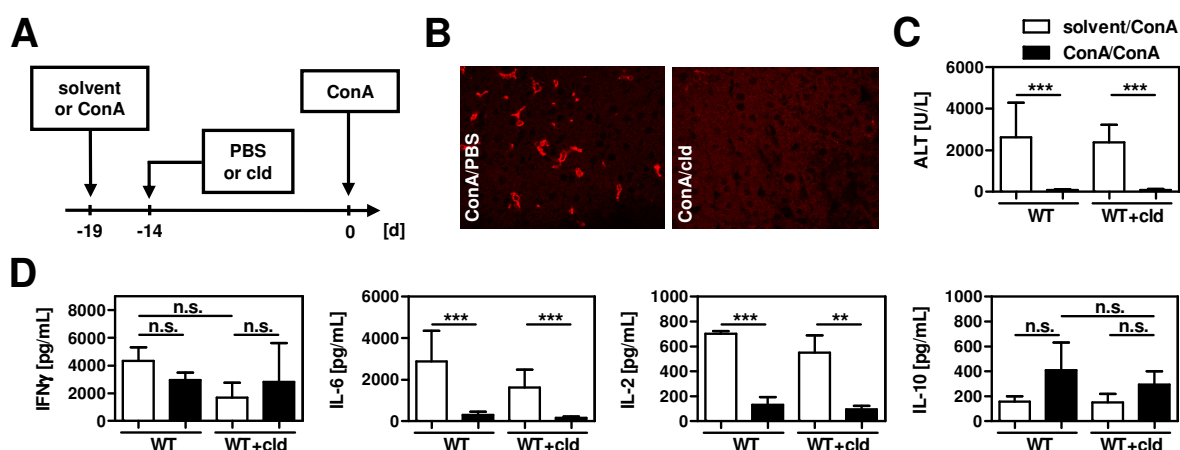 A
solvent
or ConA
ConA
PBS
or cld
-19
-14
0
[d]
B
ConA/PBS
ConA/cld
C
solvent/ConA
ConA/ConA
ALT [U/L]
6000
4000
2000
0
***
***
WT
WT+cld
D
IFNγ [pg/mL]
8000
6000
4000
2000
0
n.s.
n.s.
n.s.
WT
WT+cld
IL-6 [pg/mL]
6000
4000
2000
0
***
***
WT
WT+cld
IL-2 [pg/mL]
1000
800
600
400
200
0
***
**
WT
WT+cld
IL-10 [pg/mL]
1000
800
600
400
200
0
n.s.
n.s.
n.s.
WT
WT+cld